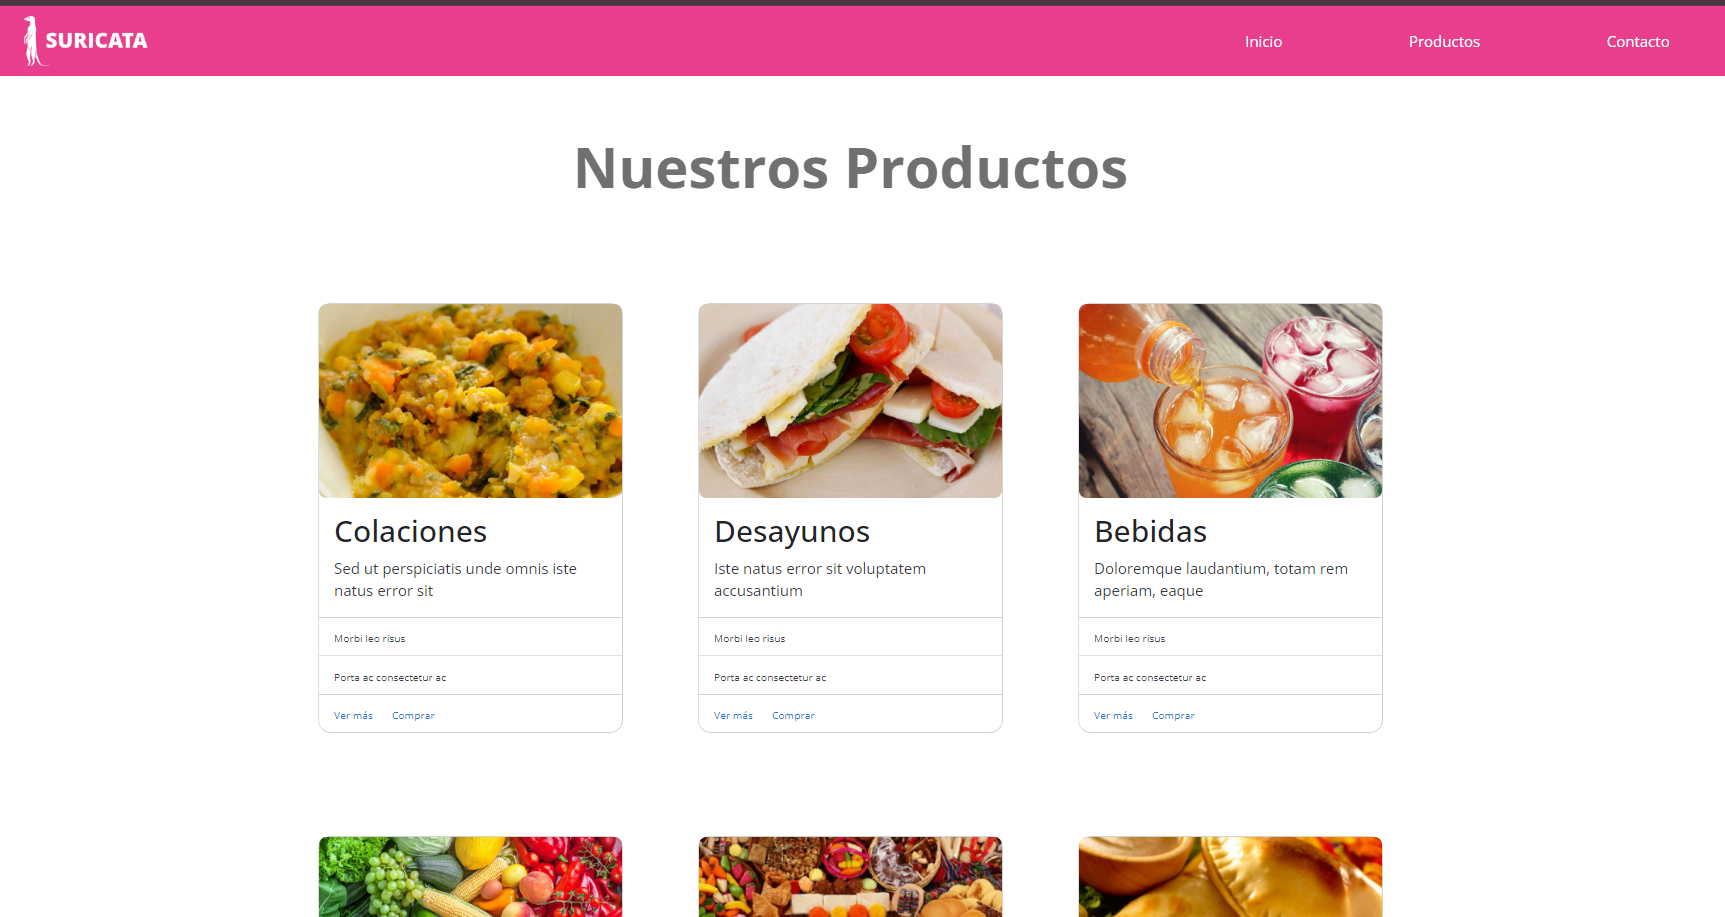 SURICATA
Inicio
Productos
Contacto
Nuestros Productos
Colaciones
Sed ut perspiciatis unde omnis iste
natus error sit
Morbi leo risus
Porta ac consectetur ac
Ver más
Comprar
Desayunos
Iste natus error sit voluptatem
accusantium
Morbi leo risus
Porta ac consectetur ac
Ver más
Comprar
Bebidas
Doloremque laudantium, totam rem
aperiam, eaque
Morbi leo risus
Porta ac consectetur ac
Ver más
Comprar